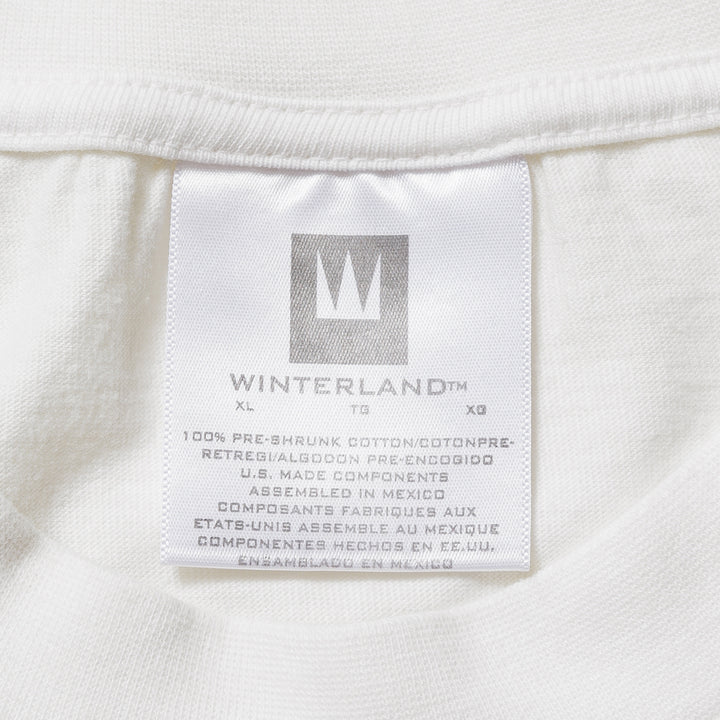 W
WINTERLAND™
XL TG XG
100% PRE-SHRUNK COTTON/COTONPRE-
RETREGI/ALGODON PRE-ENCOGIDO
U.S. MADE COMPONENTS
ASSEMBLED IN MEXICO
COMPOSANTS FABRIQUES AUX
ETATS-UNIS ASSEMBLE AU MEXIQUE
COMPONENTES HECHOS EN EE.UU.
ENSAMBLADO EN MEXICO